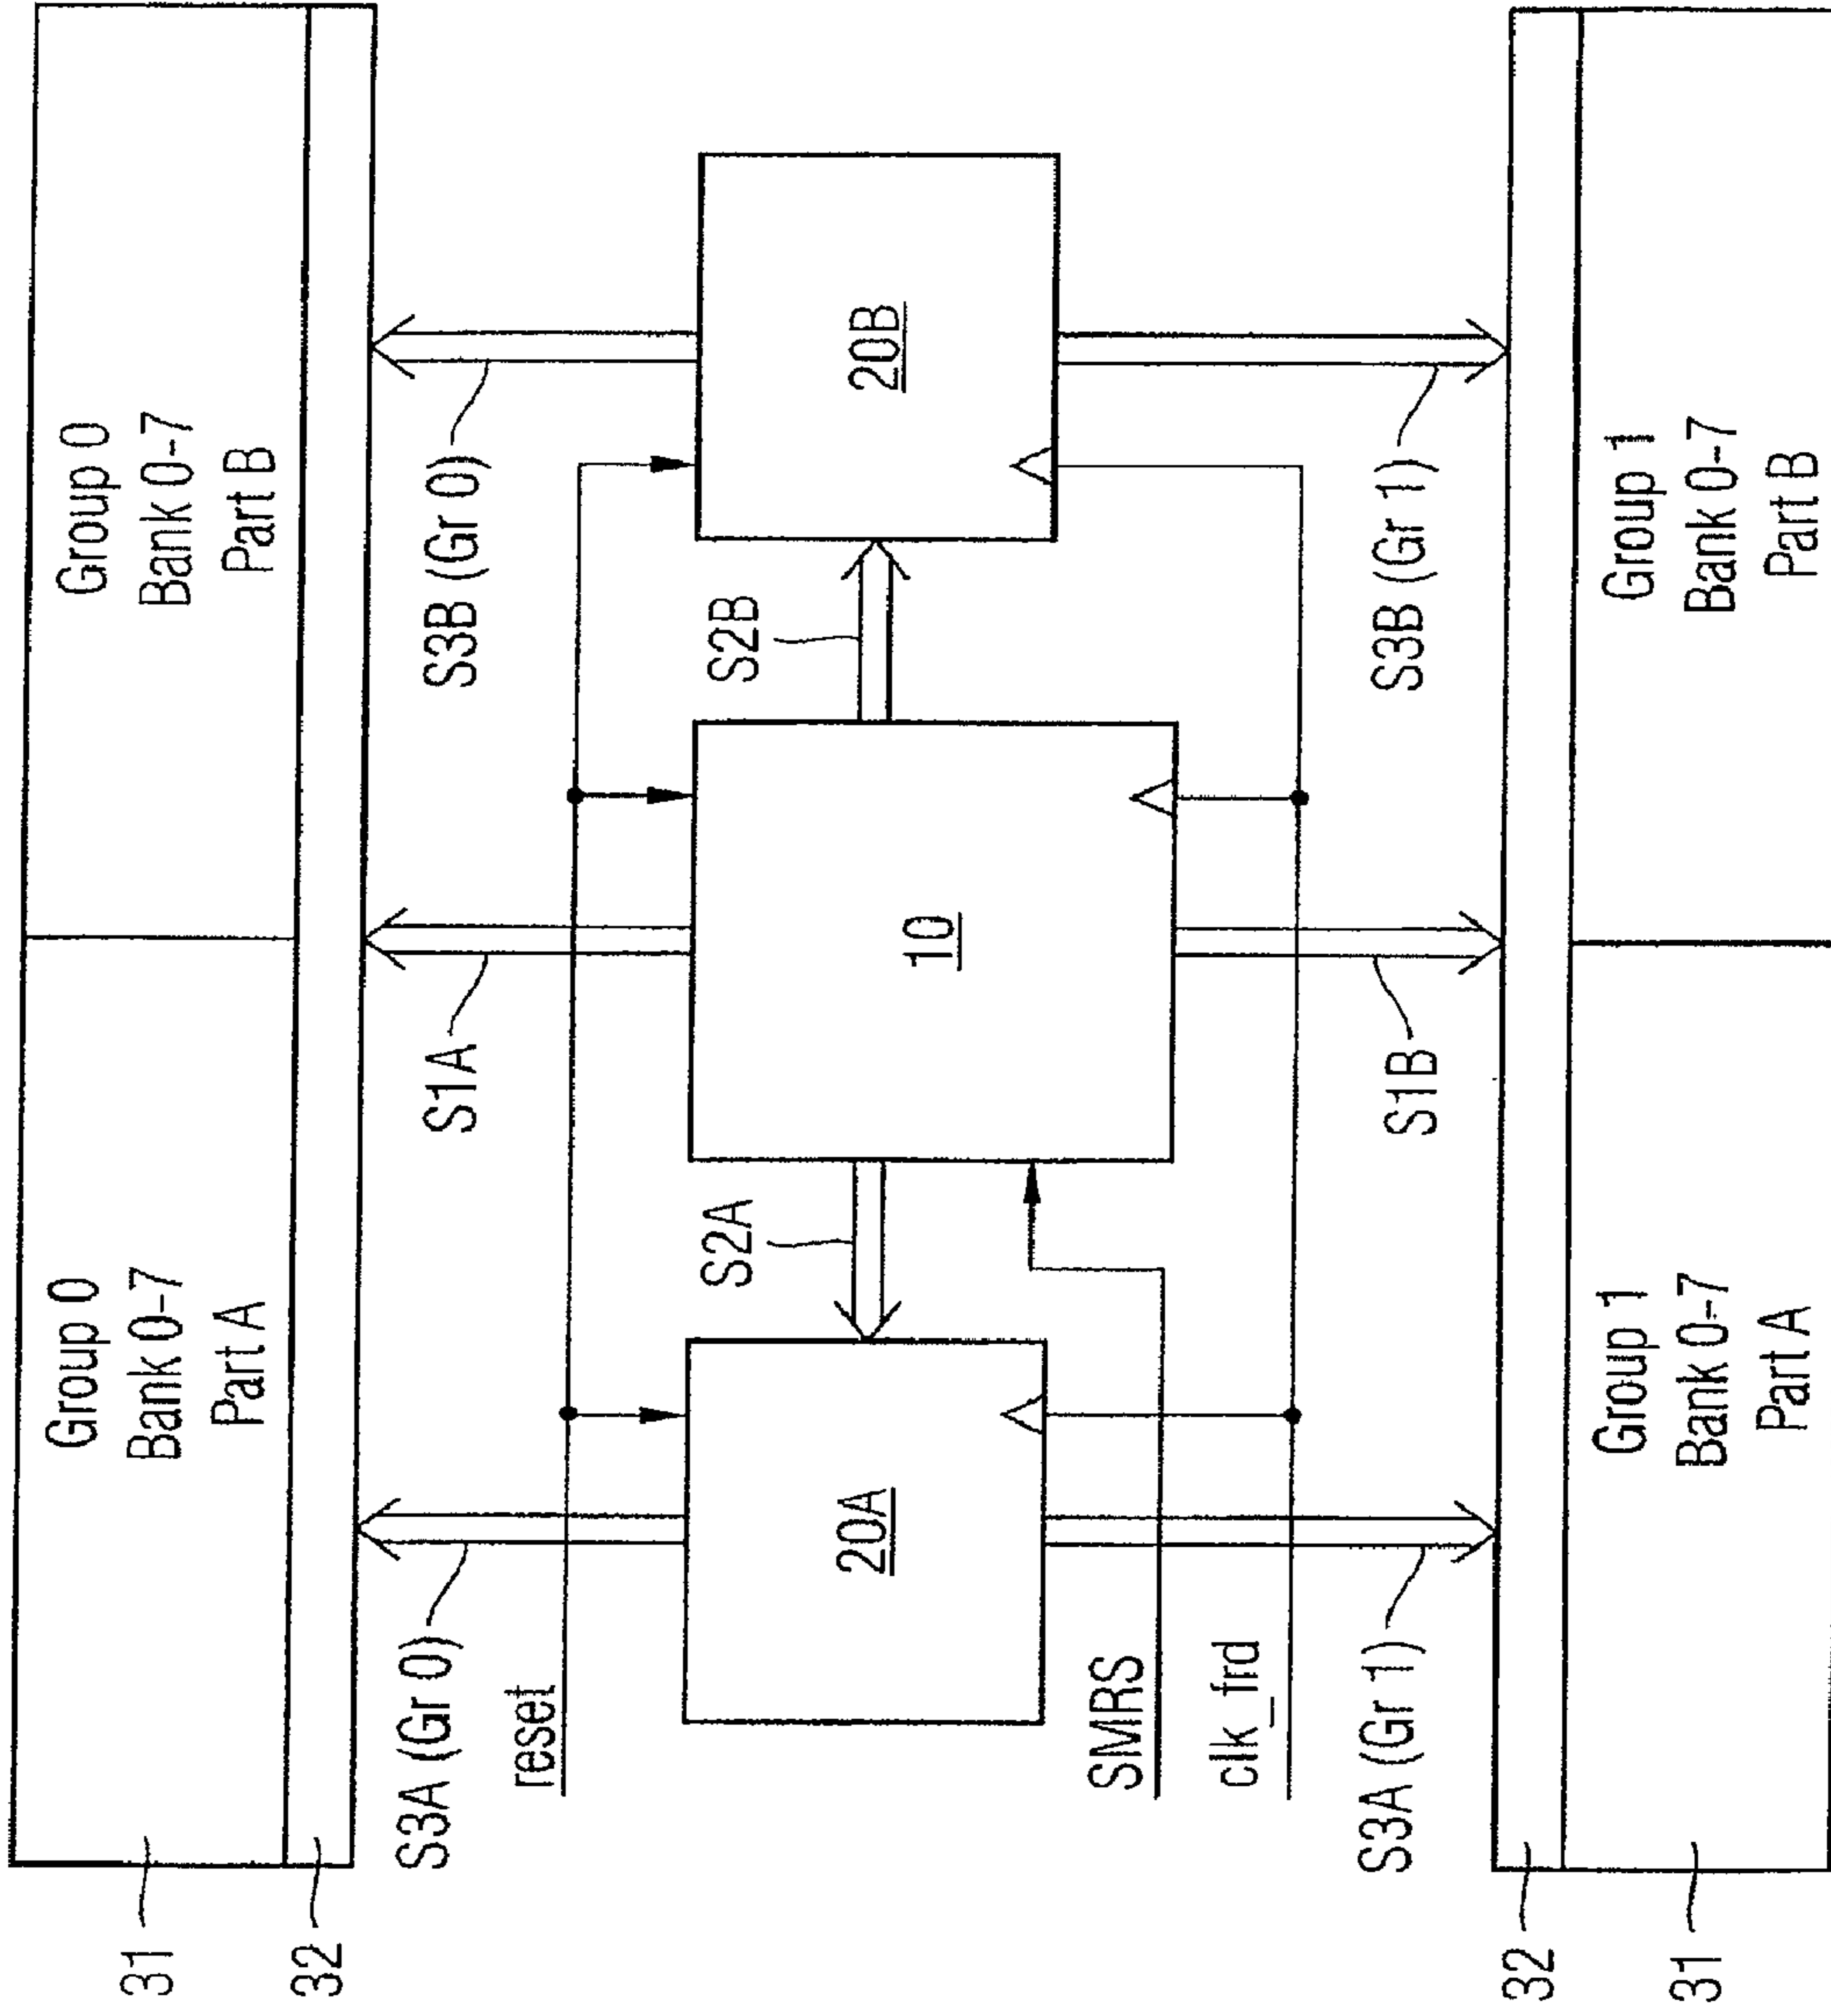 Group 0
Bank 0-7
Part A
Group 0
Bank 0-7
Part B
31
32
S3A (Gr 0)
S1A
S3B (Gr 0)
reset
S2A
S2B
20A
10
20B
SMRS
clk_frd
S3A (Gr 1)
S1B
S3B (Gr 1)
32
31
Group 1
Bank 0-7
Part A
Group 1
Bank 0-7
Part B